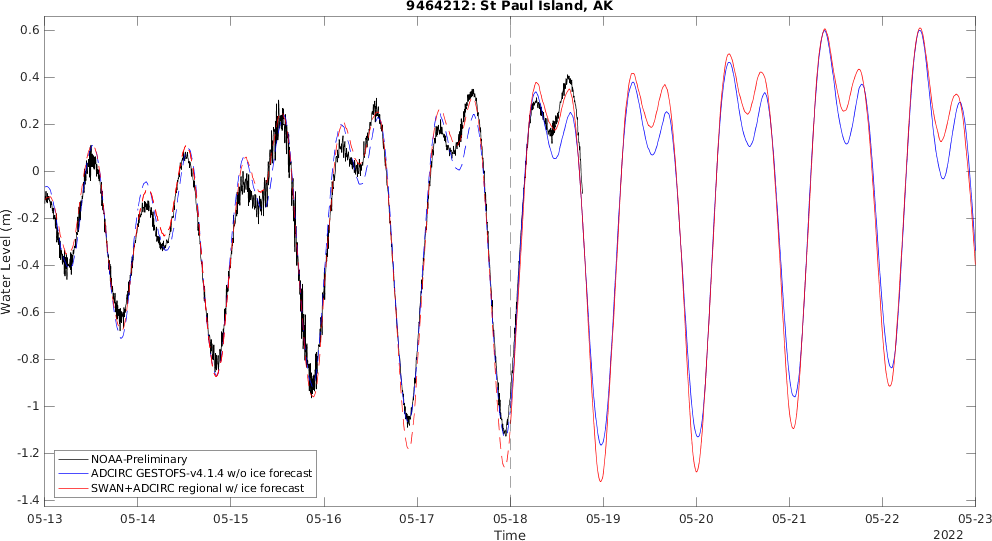 9464212: St Paul Island, AK
0.6
0.4
0.2
0
-0.2
-0.4
-0.6
-0.8
-1
-1.2
-1.4
Water Level (m)
NOAA-Preliminary
ADCIRC GESTOFS-v4.1.4 w/o ice forecast
SWAN+ADCIRC regional w/ ice forecast
05-13 05-14 05-15 05-16 05-17 05-18 05-19 05-20 05-21 05-22 05-23
Time
2022